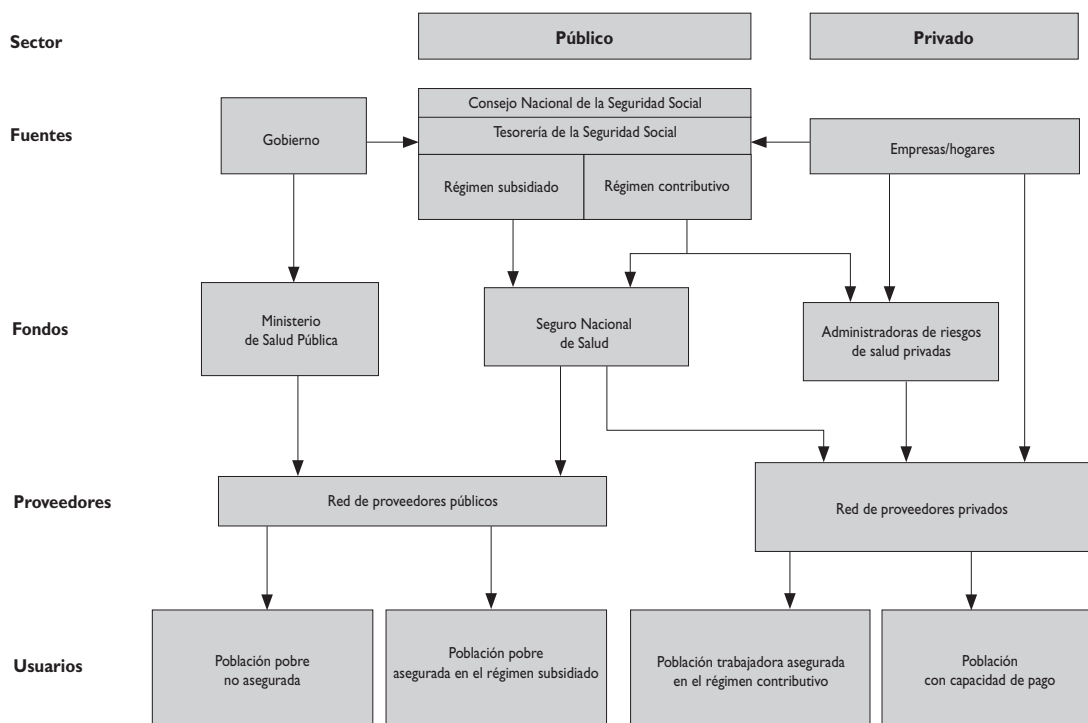 Sector
Público
Privado
Fuentes
Gobierno
Consejo Nacional de la Seguridad Social
Tesorería de la Seguridad Social
Régimen subsidiado
Régimen contributivo
Empresas/hogares
Fondos
Ministerio
de Salud Pública
Seguro Nacional
de Salud
Administradoras de riesgos
de salud privadas
Proveedores
Red de proveedores públicos
Red de proveedores privados
Usuarios
Población pobre
no asegurada
Población pobre
asegurada en el régimen subsidiado
Población trabajadora asegurada
en el régimen contributivo
Población
con capacidad de pago